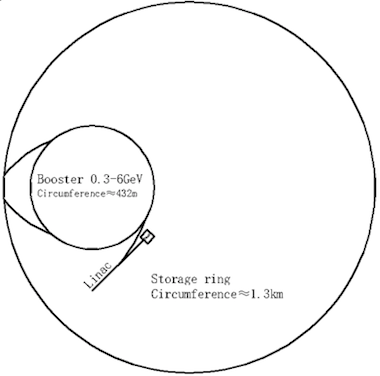 Booster 0.3-6GeV
Circumference≈432m
Linac
Storage ring
Circumference≈1.3km